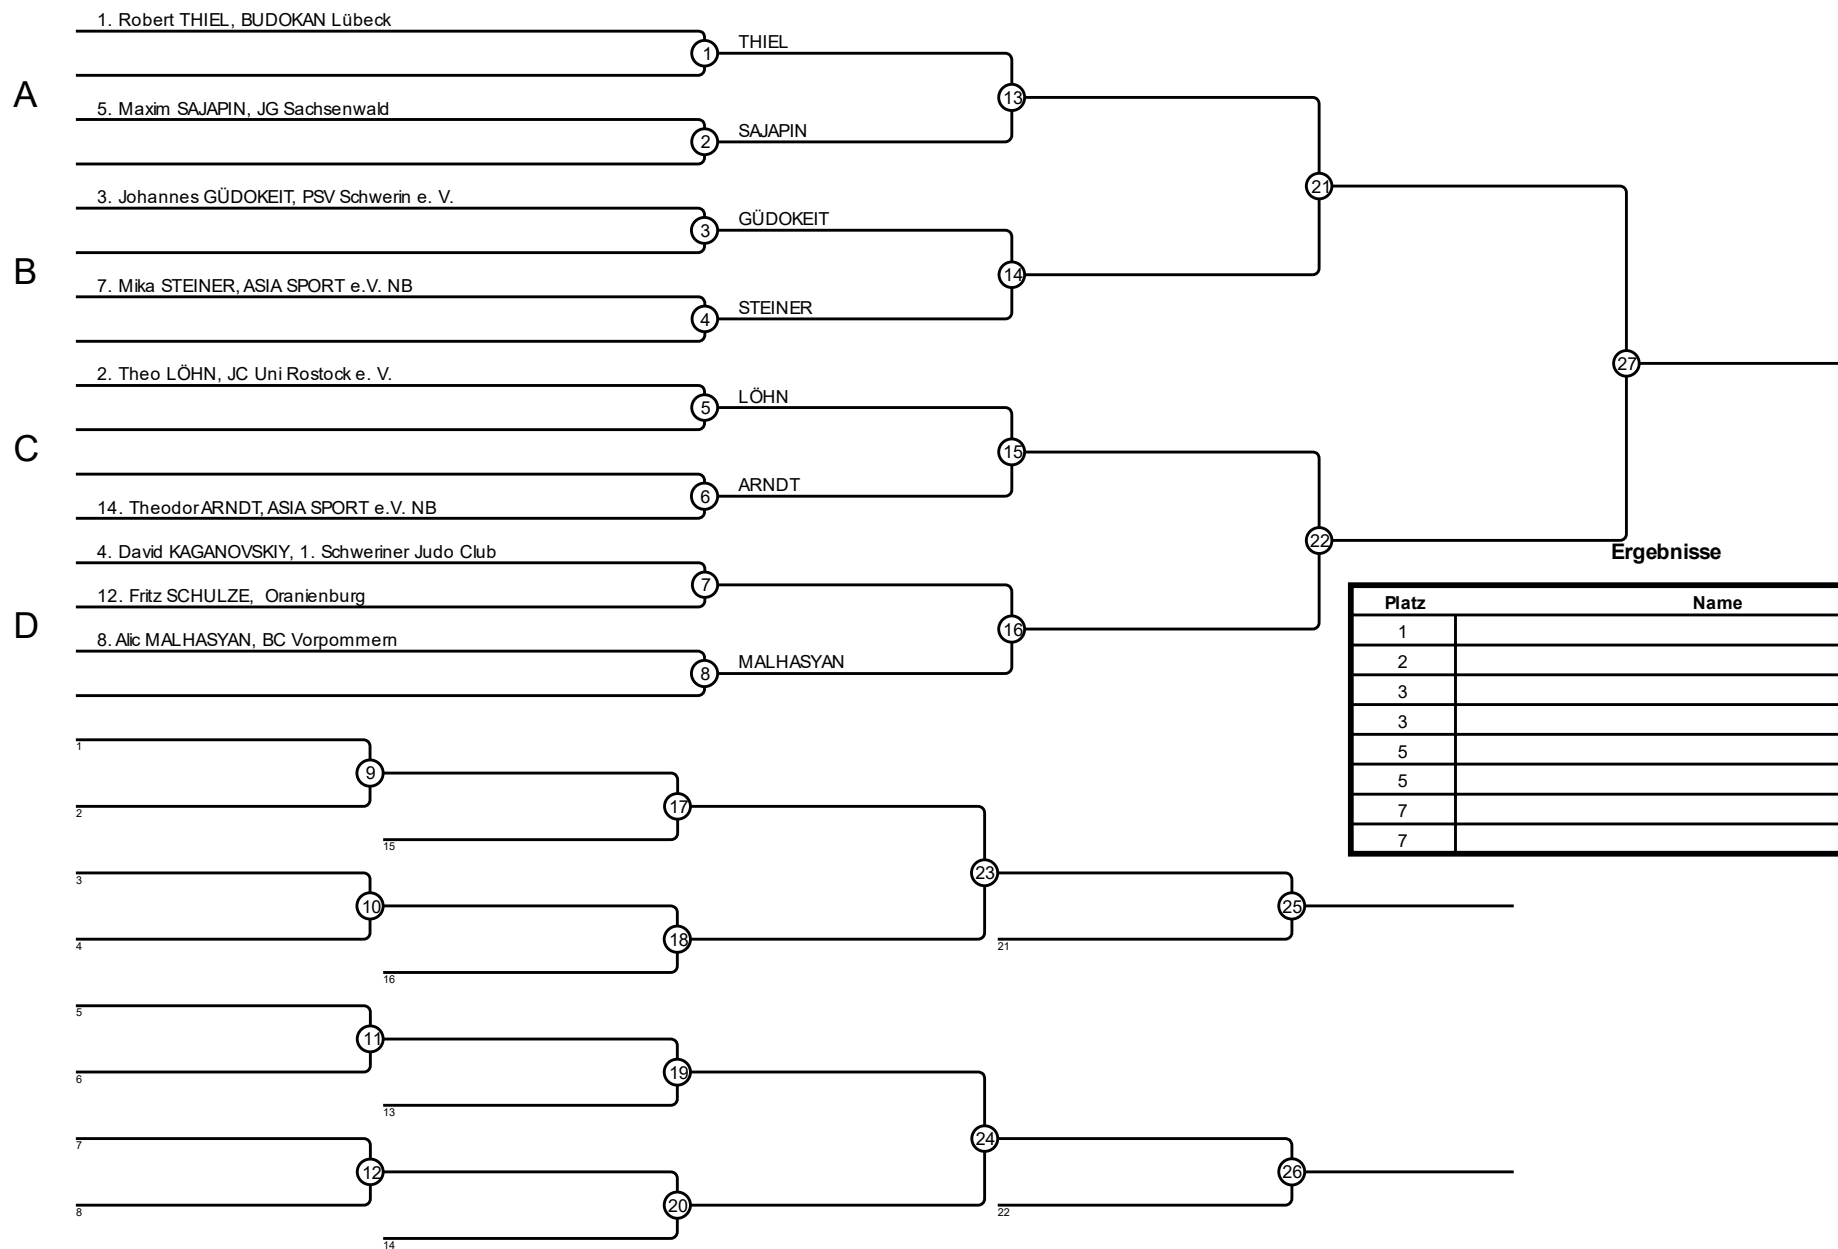 1. Robert THIEL, BUDOKAN Lübeck
1
THIEL
A
13
5. Maxim SAJAPIN, JG Sachsenwald
2
SAJAPIN
21
3. Johannes GÜDOKEIT, PSV Schwerin e. V.
3
GÜDOKEIT
B
14
7. Mika STEINER, ASIA SPORT e.V. NB
4
STEINER
27
2. Theo LÖHN, JC Uni Rostock e. V.
5
LÖHN
C
15
6
ARNDT
14. Theodor ARNDT, ASIA SPORT e.V. NB
22
4. David KAGANOVSKIY, 1. Schweriner Judo Club
7
12. Fritz SCHULZE, Oranienburg
D
16
8. Alic MALHASYAN, BC Vorpommern
8
MALHASYAN
Ergebnisse
Platz Name
1
2
3
3
5
5
7
7
1
9
2
17
15
3
10
4
18
16
23
25
21
5
11
6
19
13
7
12
8
20
14
24
26
22